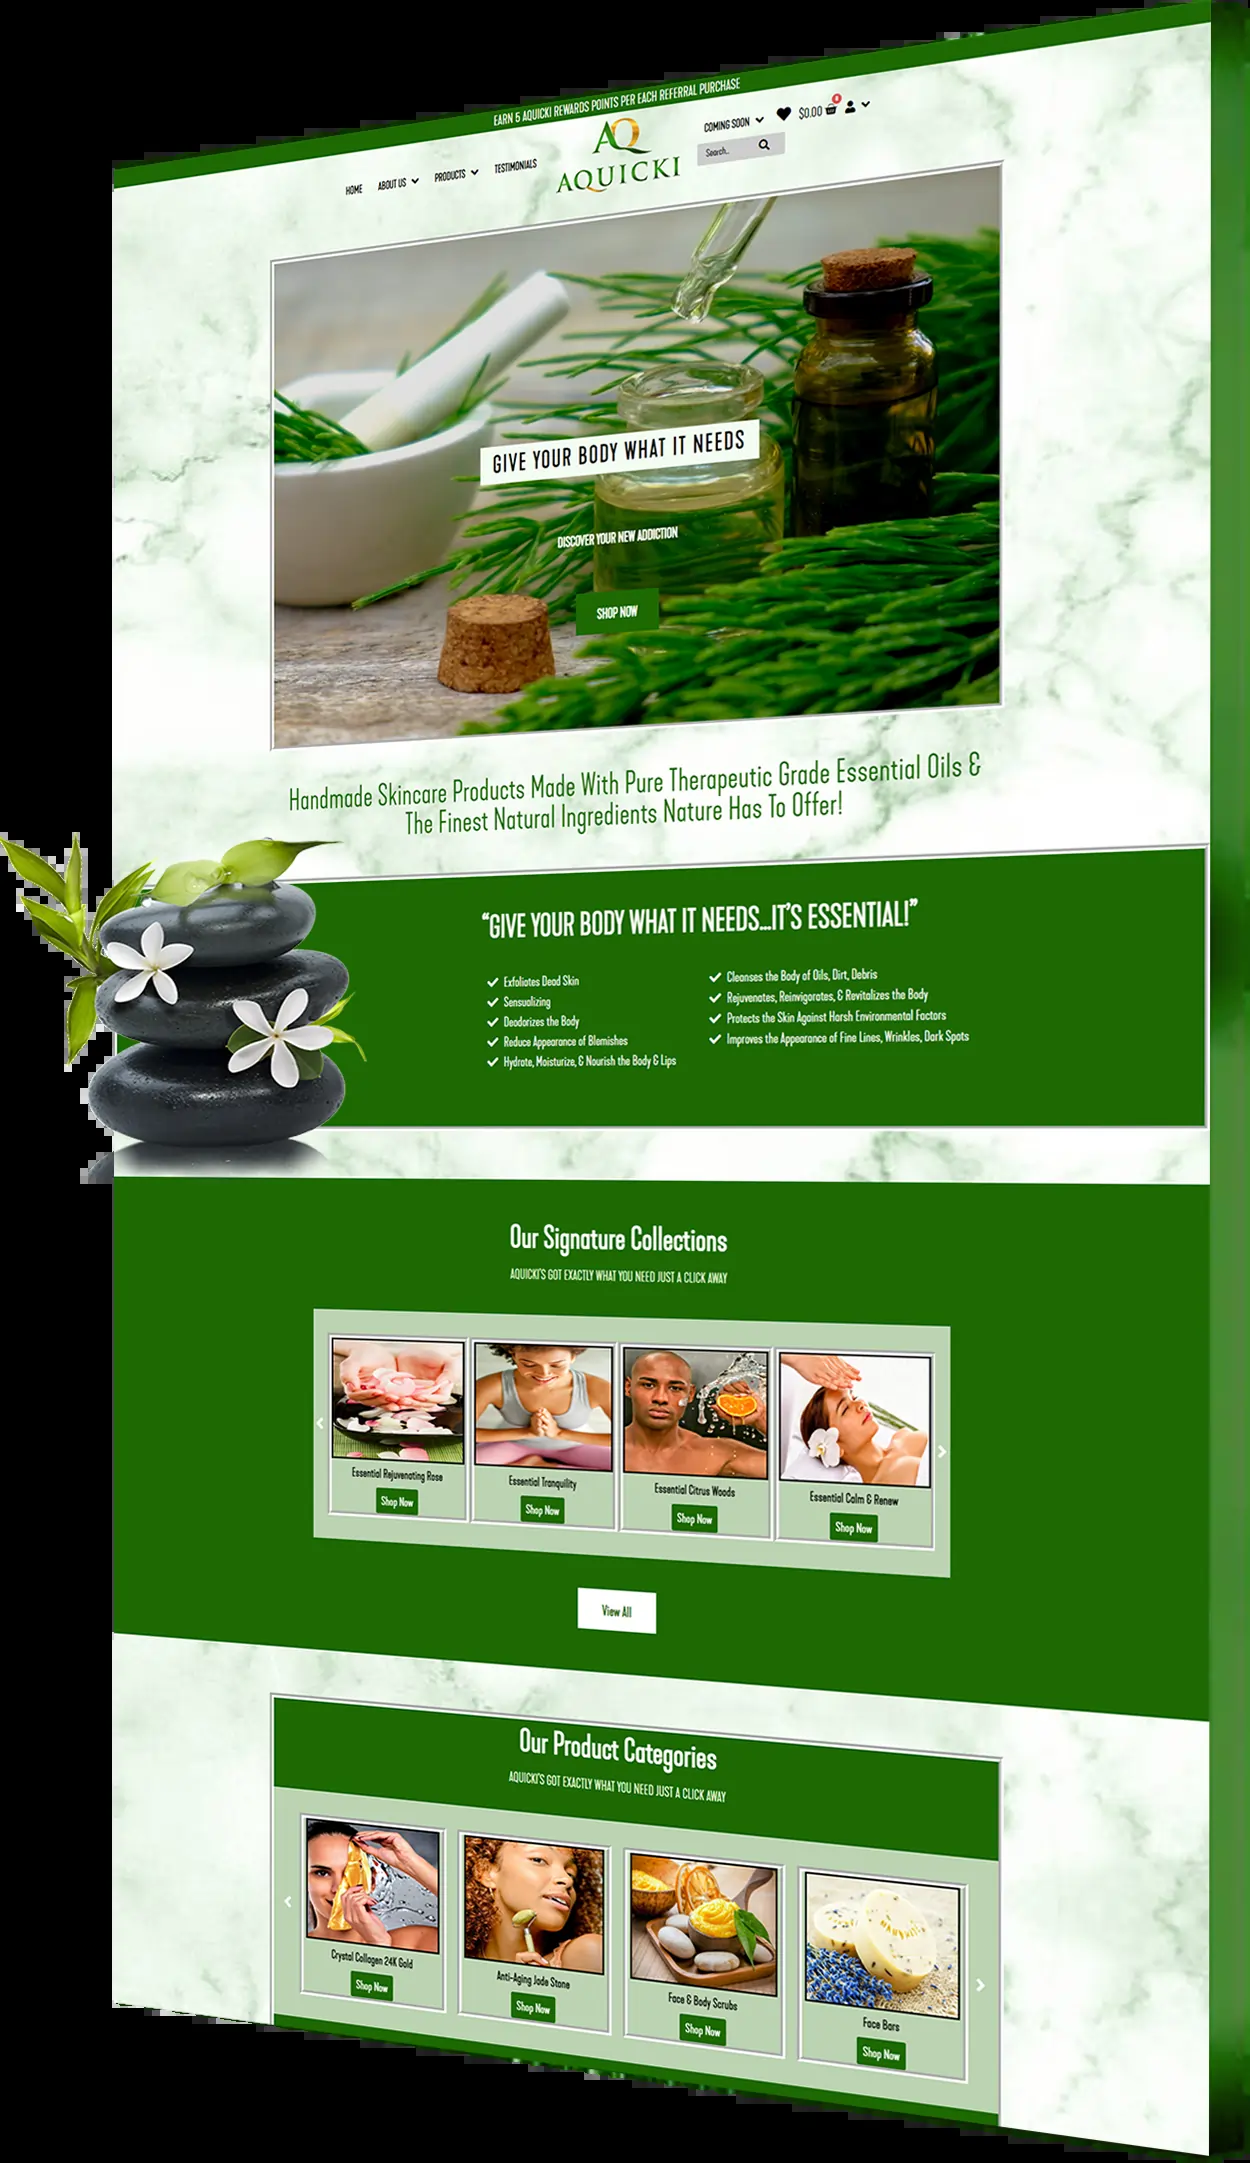 EARN 5 AQUICKI REWARDS POINTS PER EACH REFERRAL PURCHASE
HOME ABOUT US PRODUCTS TESTIMONIALS
AQ
AQUICKI
COMING SOON $0.00 0
Search..
GIVE YOUR BODY WHAT IT NEEDS
DISCOVER YOUR NEW ADDICTION
SHOP NOW
Handmade Skincare Products Made With Pure Therapeutic Grade Essential Oils &
The Finest Natural Ingredients Nature Has To Offer!
“GIVE YOUR BODY WHAT IT NEEDS...IT’S ESSENTIAL!”
Exfoliates Dead Skin
Sensualizing
Deodorizes the Body
Reduce Appearance of Blemishes
Hydrate, Moisturize, & Nourish the Body & Lips
Cleanses the Body of Oils, Dirt, Debris
Rejuvenates, Reinvigorates, & Revitalizes the Body
Protects the Skin Against Harsh Environmental Factors
Improves the Appearance of Fine Lines, Wrinkles, Dark Spots
Our Signature Collections
AQUICKI'S GOT EXACTLY WHAT YOU NEED JUST A CLICK AWAY
Essential Rejuvenating Rose
Shop Now
Essential Tranquility
Shop Now
Essential Citrus Woods
Shop Now
Essential Calm & Renew
Shop Now
View All
Our Product Categories
AQUICKI'S GOT EXACTLY WHAT YOU NEED JUST A CLICK AWAY
Crystal Collagen 24K Gold
Shop Now
Anti-Aging Jade Stone
Shop Now
Face & Body Scrubs
Shop Now
Face Bars
Shop Now